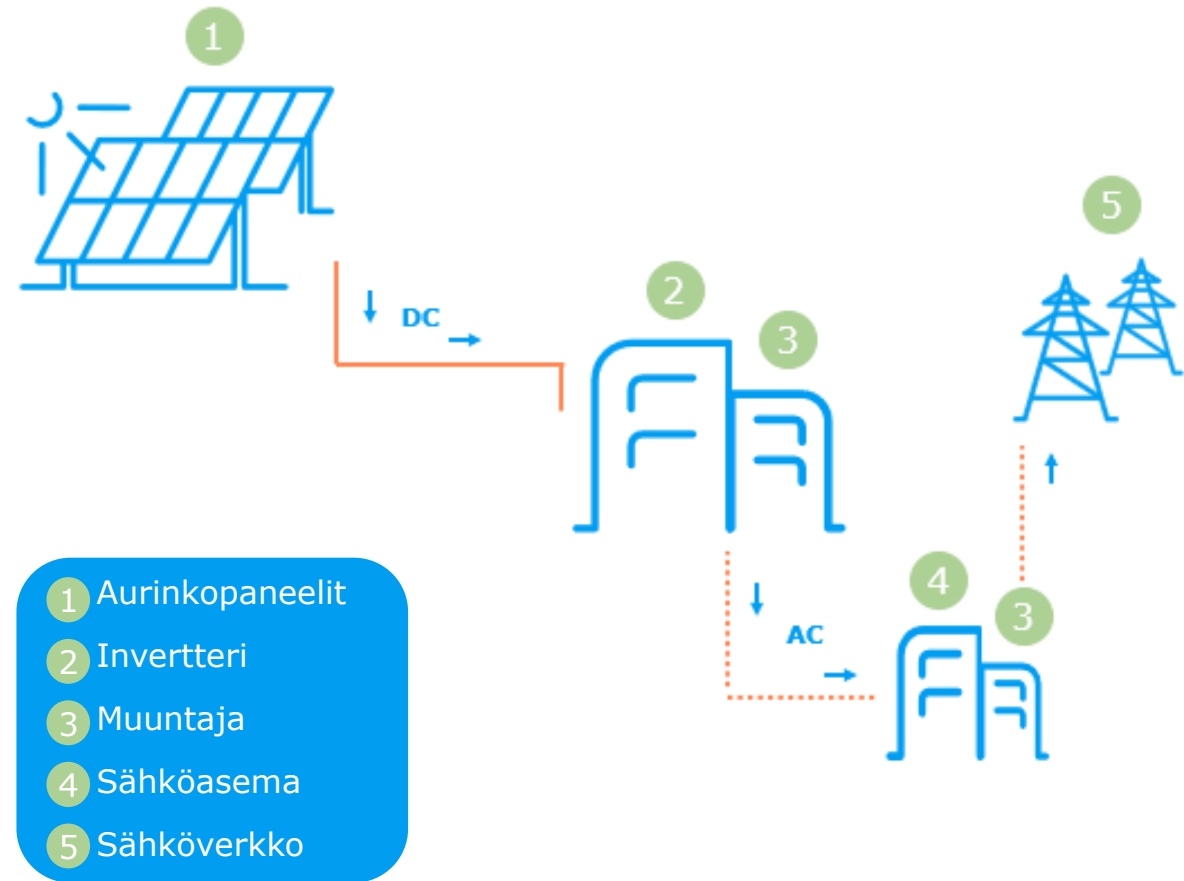 1
5
2
DC
3
4
3
AC
1 Aurinkopaneelit
2 Invertteri
3 Muuntaja
4 Sähköasema
5 Sähköverkko